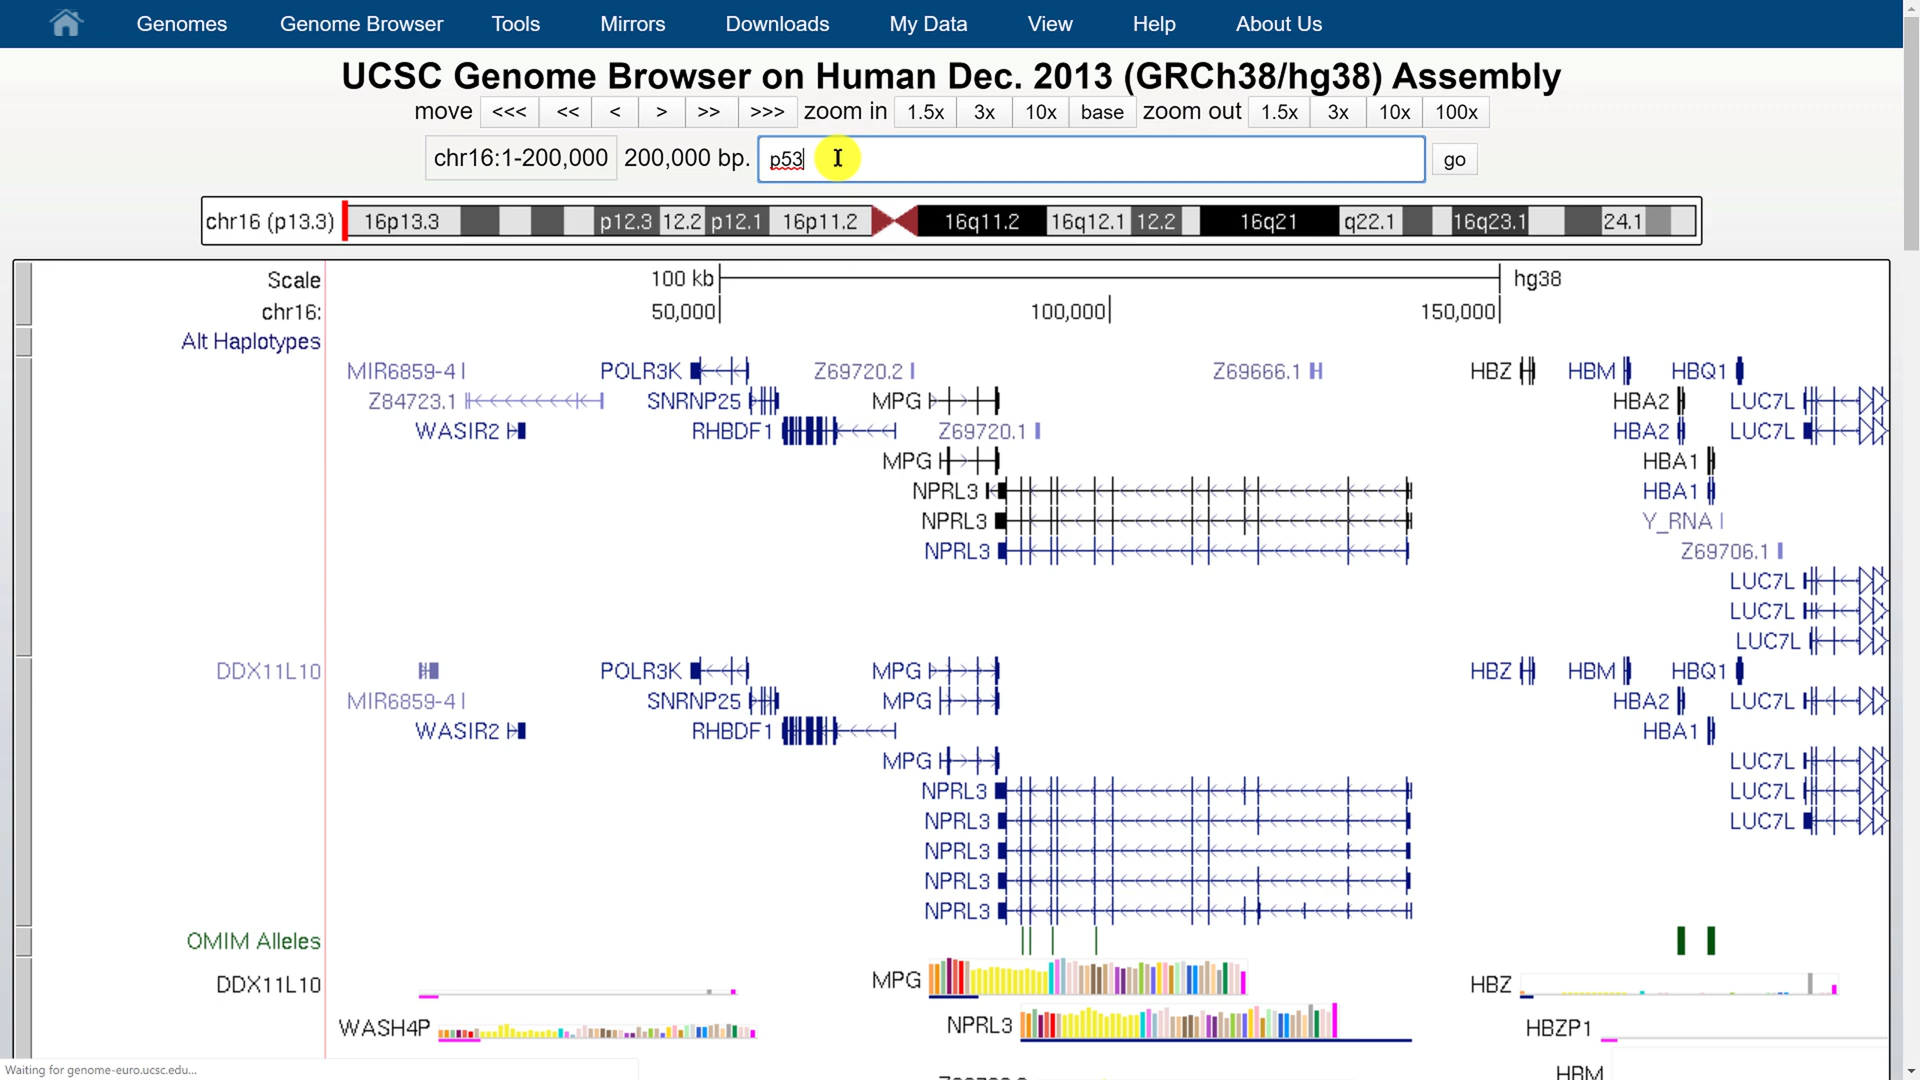 Genomes Genome Browser Tools Mirrors Downloads My Data View Help About Us
UCSC Genome Browser on Human Dec. 2013 (GRCh38/hg38) Assembly
move <<< << < > >> >>> zoom in 1.5x 3x 10x base zoom out 1.5x 3x 10x 100x
chr16:1-200,000 200,000 bp. p53 go
chr16 (p13.3) 16p13.3 p12.3 12.2 p12.1 16p11.2 16q11.2 16q12.1 12.2 16q21 q22.1 16q23.1 24.1
Scale 100 kb hg38
chr16: 50,000 100,000 150,000
Alt Haplotypes
MIR6859-4 POLR3K Z69720.2 Z69666.1 HBZ HBM HBQ1
Z84723.1 SNRNP25 MPG HBA2 LUC7L
WASIR2 RHBDF1 Z69720.1 HBA2 LUC7L
MPG HBA1
NPRL3 HBA1
NPRL3 Y_RNA
NPRL3 Z69706.1
LUC7L
LUC7L
LUC7L
DDX11L10 POLR3K MPG HBZ HBM HBQ1
MIR6859-4 SNRNP25 MPG HBA2 LUC7L
WASIR2 RHBDF1 HBA1
MPG LUC7L
NPRL3 LUC7L
NPRL3 LUC7L
NPRL3
NPRL3
NPRL3
OMIM Alleles
DDX11L10 MPG HBZ
WASH4P NPRL3 HBZP1
Waiting for genome-euro.ucsc.edu...
HBM